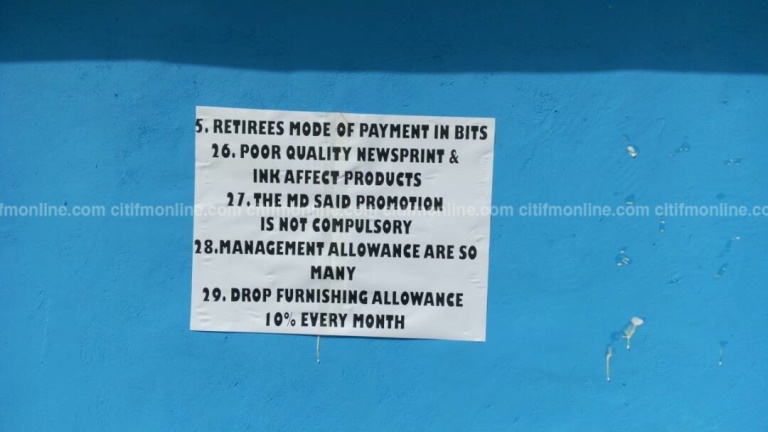 5. RETIREES MODE OF PAYMENT IN BITS
26. POOR QUALITY NEWSPRINT &
INK AFFECT PRODUCTS
27. THE MD SAID PROMOTION
IS NOT COMPULSORY
28.MANAGEMENT ALLOWANCE ARE SO
MANY
29. DROP FURNISHING ALLOWANCE
10% EVERY MONTH
ifmonline.com citifmonline.com citifmonline.com citifmonline.com citifmonline.com c